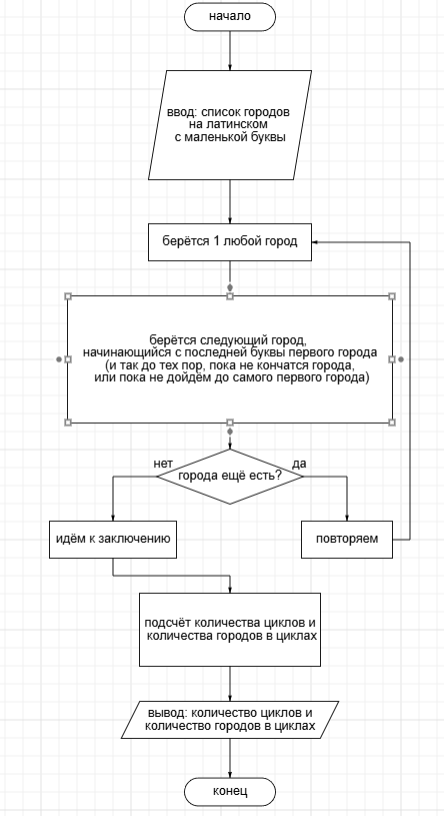 начало
ввод: список городов
на латинском
с маленькой буквы
берётся 1 любой город
берётся следующий город,
начинающийся с последней буквы первого города
(и так до тех пор, пока не кончатся города,
или пока не дойдём до самого первого города)
нет
да
города ещё есть?
идём к заключению
повторяем
подсчёт количества циклов и
количества городов в циклах
вывод: количество циклов и
количество городов в циклах
конец